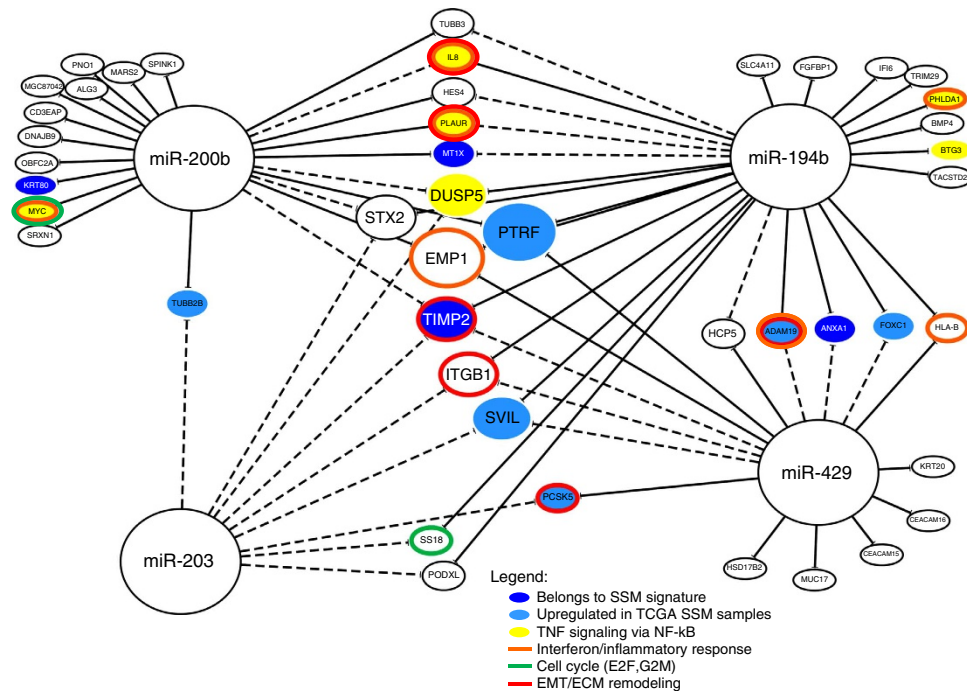 TUBB3
IL8
HES4
PLAUR
MT1X
DUSP5
STX2
PTRF
EMP1
TIMP2
ITGB1
SVIL
PCSK5
SS18
PODXL
PNO1
MARS2
SPINK1
MGC87042
ALG3
CD3EAP
DNAJB9
OBFC2A
KRT80
MYC
SRXN1
miR-200b
TUBB2B
miR-203
SLC4A11
FGFBP1
IFI6
TRIM29
PHLDA1
BMP4
BTG3
TACSTD2
miR-194b
HCP5
ADAM19
ANXA1
FOXC1
HLA-B
miR-429
KRT20
CEACAM16
CEACAM15
MUC17
HSD17B2
Legend:
Belongs to SSM signature
Upregulated in TCGA SSM samples
TNF signaling via NF-kB
Interferon/inflammatory response
Cell cycle (E2F,G2M)
EMT/ECM remodeling